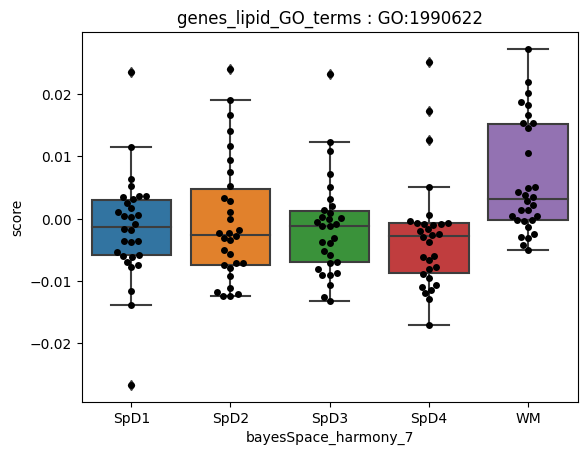 genes_lipid_GO_terms : GO:1990622
0.02
0.01
0.00
−0.01
−0.02
score
SpD1 SpD2 SpD3 SpD4 WM
bayesSpace_harmony_7